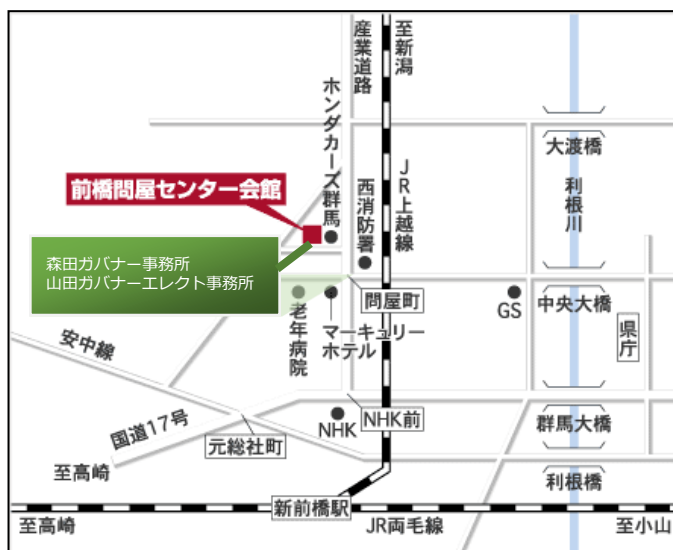 産業道路
至新潟
ホンダカーズ群馬
大渡橋
前橋問屋センター会館
西消防署
JR上越線
利根川
森田ガバナー事務所
山田ガバナーエレクト事務所
問屋町
GS
中央大橋
県庁
老年病院
マーキュリー
ホテル
安中線
国道17号
NHK
NHK前
群馬大橋
元総社町
至高崎
利根橋
新前橋駅
至高崎
JR両毛線
至小山